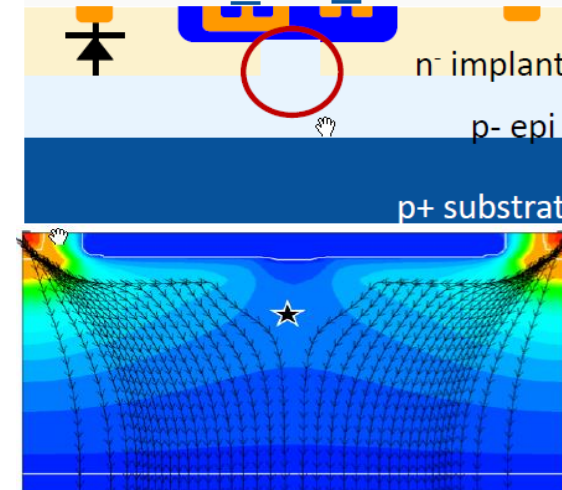 n⁻ implant
p- epi
p+ substrat